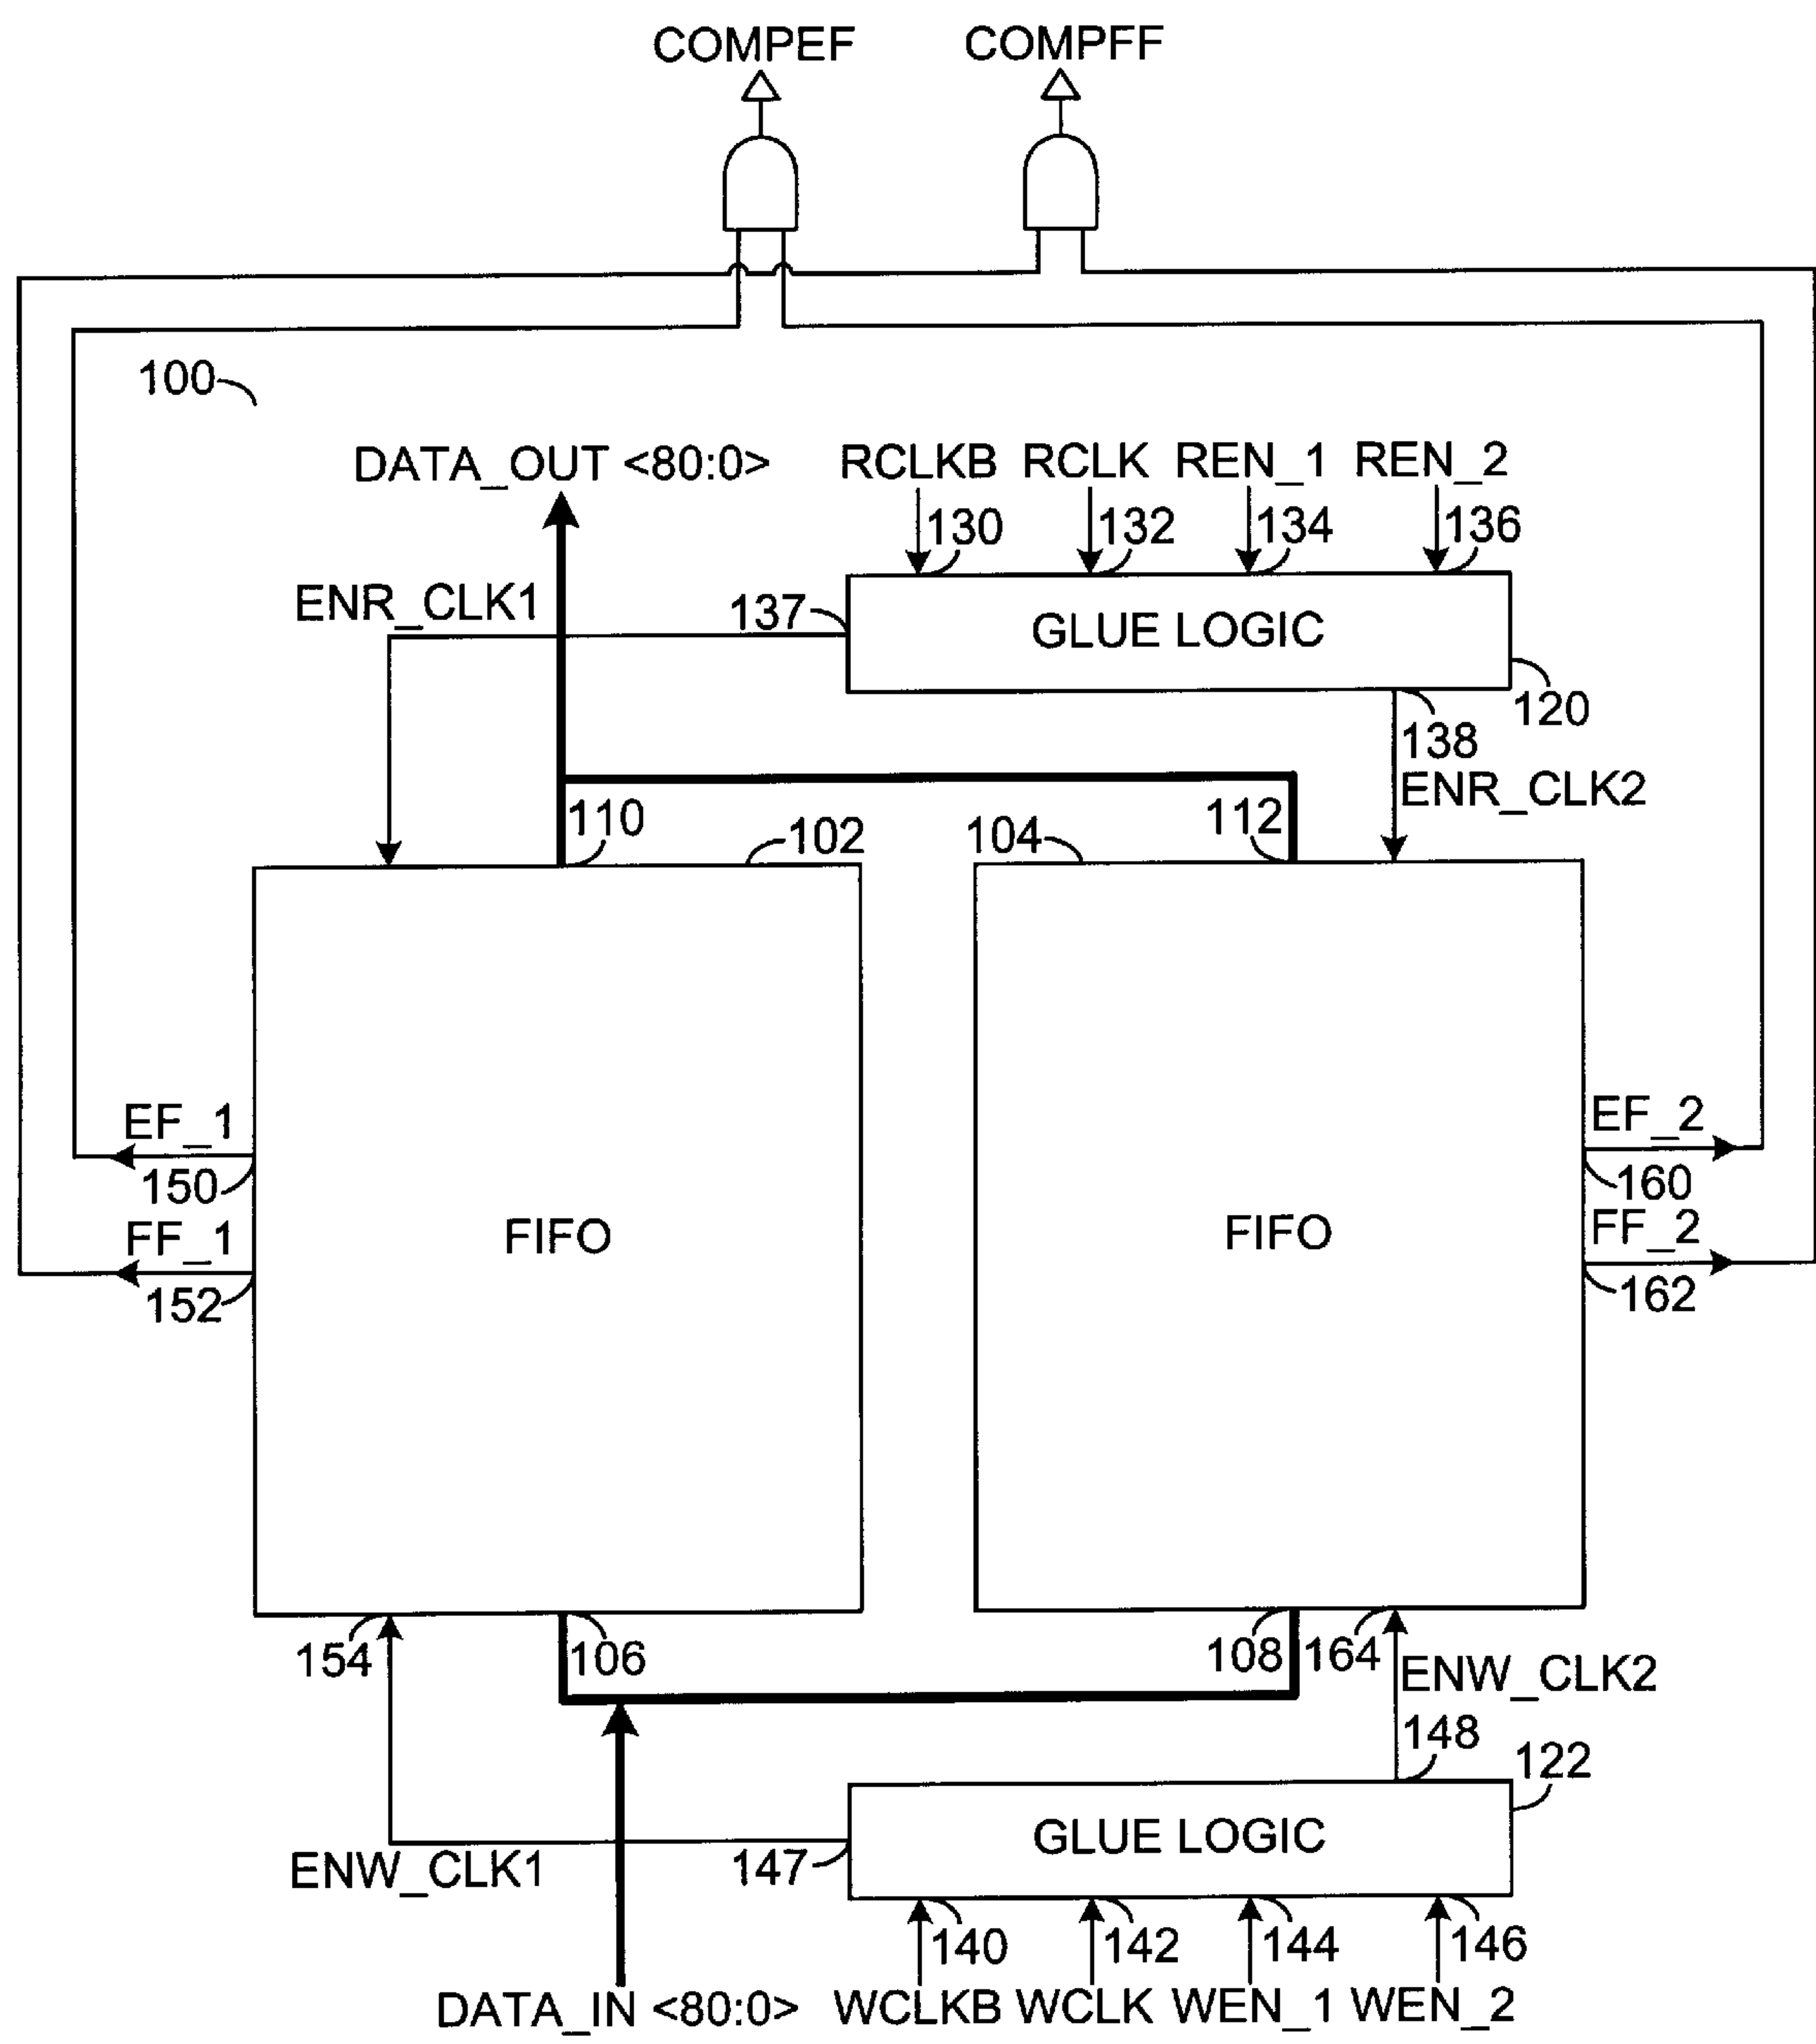 COMPEF COMPFF
100
DATA_OUT <80:0> RCLKB RCLK REN_1 REN_2
130 132 134 136
ENR_CLK1 137 GLUE LOGIC
120
138
ENR_CLK2
110 102 104 112
EF_1 EF_2
150 160
FF_1 FIFO FIFO FF_2
152 162
154 106 108 164 ENW_CLK2
148 122
GLUE LOGIC
ENW_CLK1 147
140 142 144 146
DATA_IN <80:0> WCLKB WCLK WEN_1 WEN_2